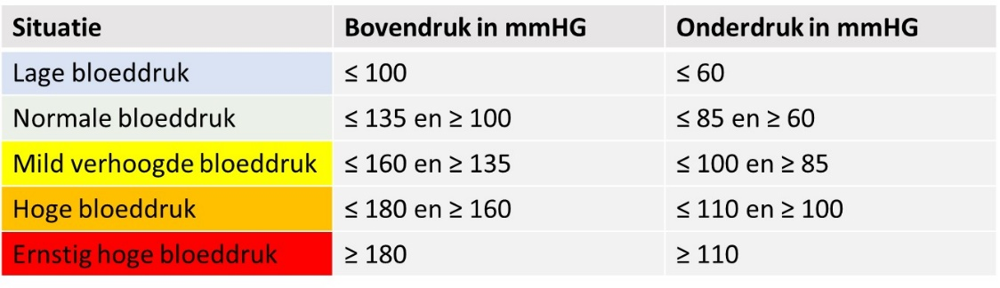 Situatie Bovendruk in mmHG Onderdruk in mmHG
Lage bloeddruk ≤ 100 ≤ 60
Normale bloeddruk ≤ 135 en ≥ 100 ≤ 85 en ≥ 60
Mild verhoogde bloeddruk ≤ 160 en ≥ 135 ≤ 100 en ≥ 85
Hoge bloeddruk ≤ 180 en ≥ 160 ≤ 110 en ≥ 100
Ernstig hoge bloeddruk ≥ 180 ≥ 110